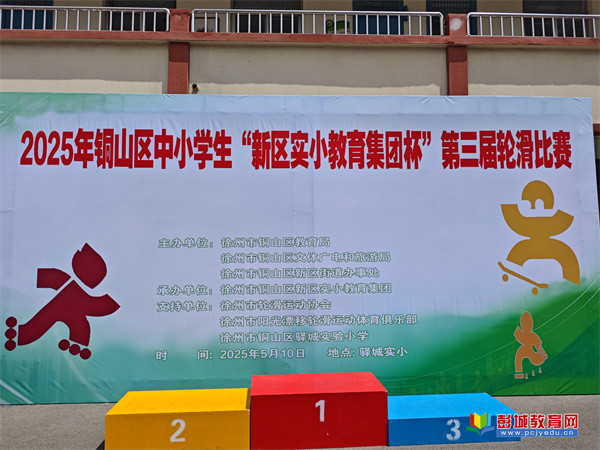 2025年铜山区中小学生“新区实小教育集团杯”第三届轮滑比赛
主办单位：徐州市铜山区教育局
徐州市铜山区文体广电和旅游局
徐州市铜山区新区街道办事处
承办单位：徐州市铜山区新区实小教育集团
支持单位：徐州市轮滑运动协会
徐州市阳光漂移轮滑运动体育俱乐部
徐州市铜山区驿城实验小学
时 间：2025年5月10日 地点：驿城实小
2 1 3
彭城教育网
www.pcjyedu.cn